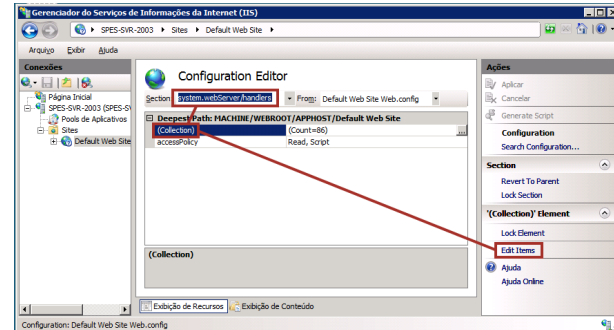 Gerenciador do Serviços de Informações da Internet (IIS)
SPES-SVR-2003 Sites Default Web Site
Arquivo Exibir Ajuda
Conexões
Página Inicial
SPES-SVR-2003 (SPES-S
Pools de Aplicativos
Sites
Default Web Site
Configuration Editor
Section: system.webServer/handlers From: Default Web Site Web.config
Deepest Path: MACHINE/WEBROOT/APPHOST/Default Web Site
(Collection) (Count=86) ...
accessPolicy Read, Script
(Collection)
Exibição de Recursos Exibição de Conteúdo
Ações
Aplicar
Cancelar
Generate Script
Configuration
Search Configuration...
Section
Revert To Parent
Lock Section
'(Collection)' Element
Lock Element
Edit Items
Ajuda
Ajuda Online
Configuration: Default Web Site Web.config